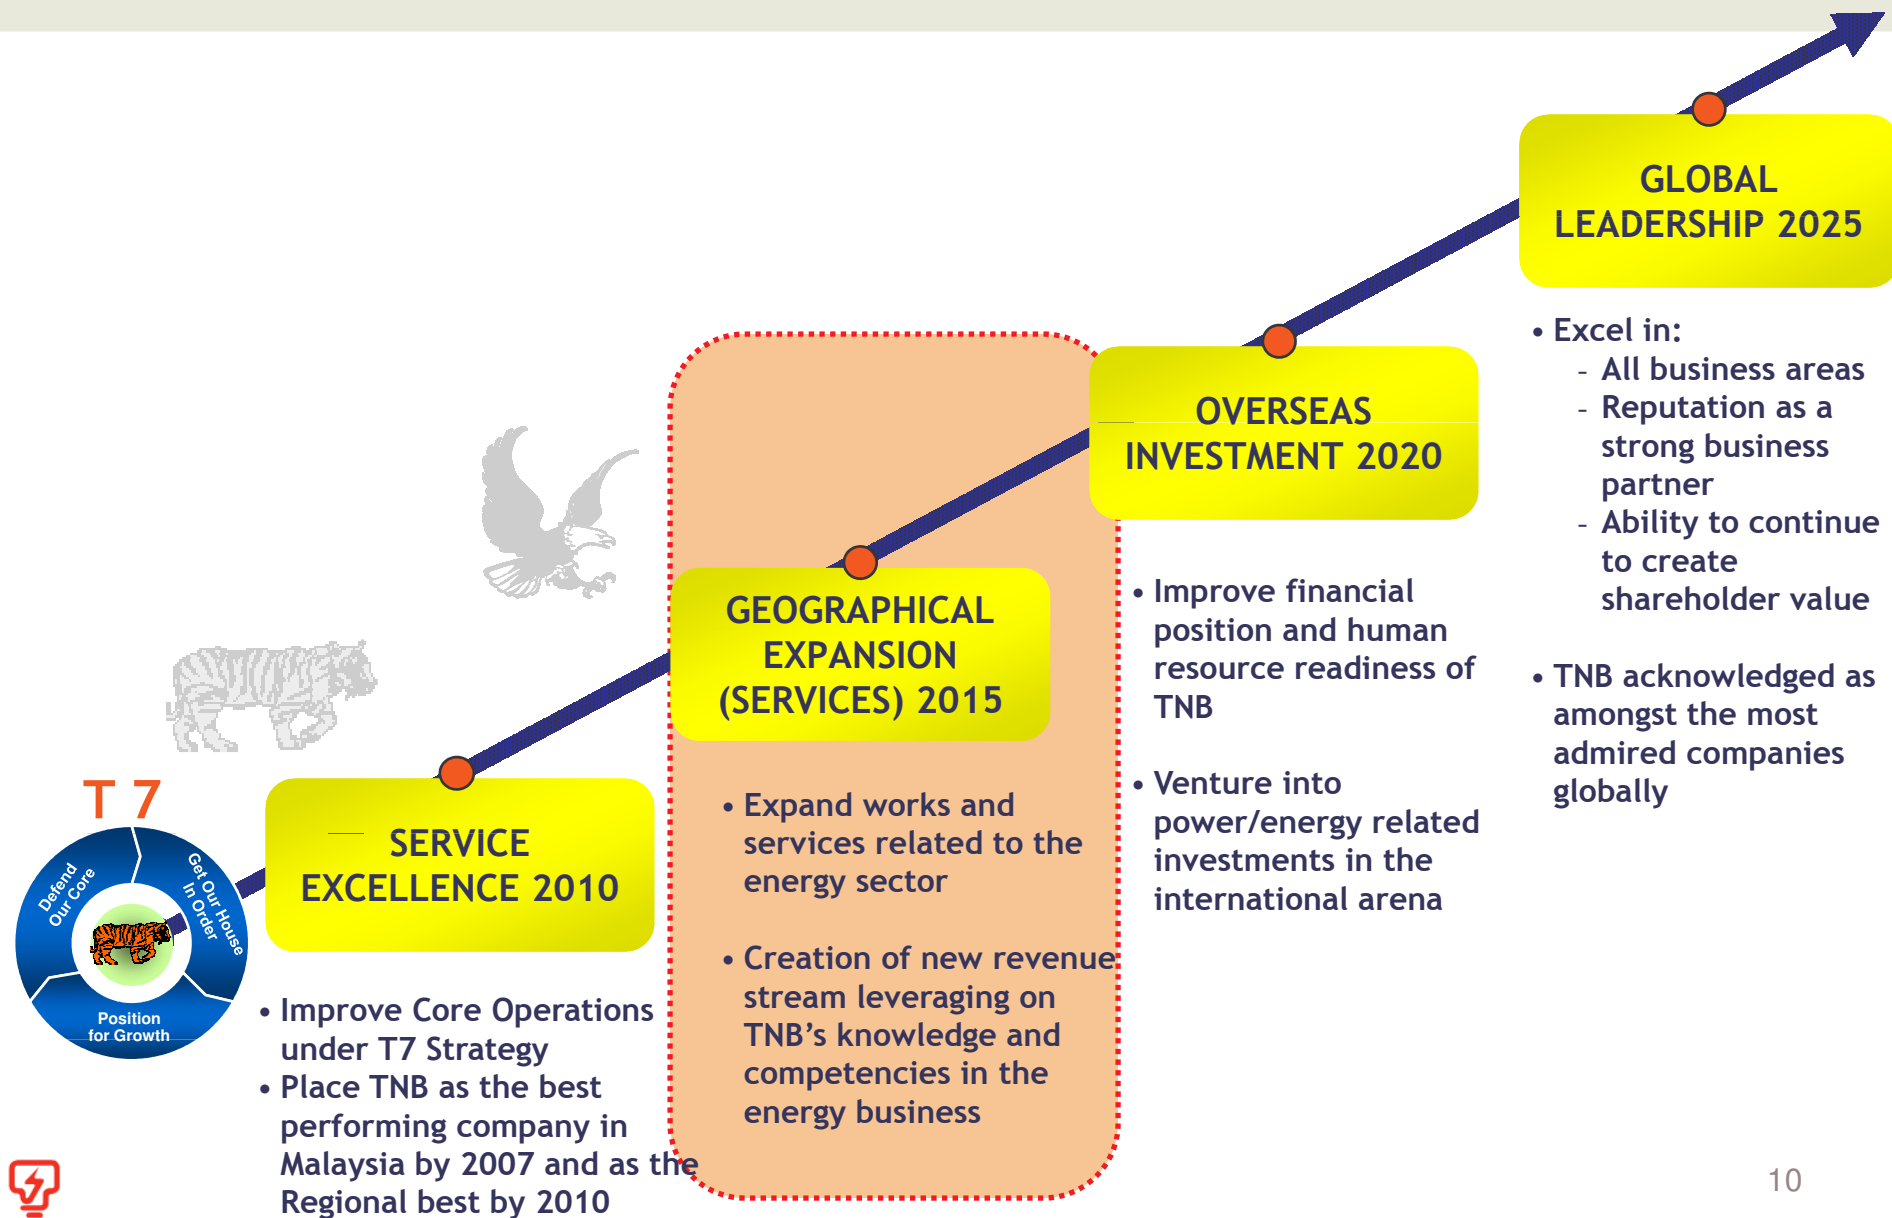 T 7
Defend
Our Core
Get Our House
In Order
Position
for Growth
SERVICE
EXCELLENCE 2010
• Improve Core Operations
under T7 Strategy
• Place TNB as the best
performing company in
Malaysia by 2007 and as the
Regional best by 2010
GEOGRAPHICAL
EXPANSION
(SERVICES) 2015
• Expand works and
services related to the
energy sector
• Creation of new revenue
stream leveraging on
TNB’s knowledge and
competencies in the
energy business
OVERSEAS
INVESTMENT 2020
• Improve financial
position and human
resource readiness of
TNB
• Venture into
power/energy related
investments in the
international arena
GLOBAL
LEADERSHIP 2025
• Excel in:
- All business areas
- Reputation as a
strong business
partner
- Ability to continue
to create
shareholder value
• TNB acknowledged as
amongst the most
admired companies
globally
10